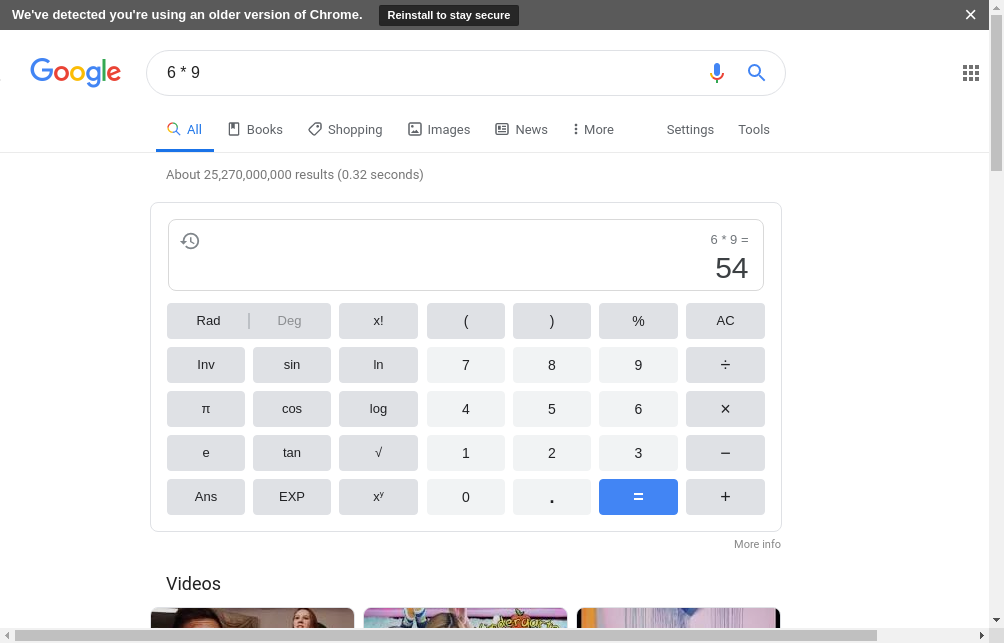 We've detected you're using an older version of Chrome. Reinstall to stay secure
Google 6 * 9
All Books Shopping Images News More Settings Tools
About 25,270,000,000 results (0.32 seconds)
6 * 9 =
54
Rad Deg x! ( ) % AC
Inv sin ln 7 8 9 ÷
π cos log 4 5 6 ×
e tan √ 1 2 3 −
Ans EXP xʸ 0 . = +
More info
Videos